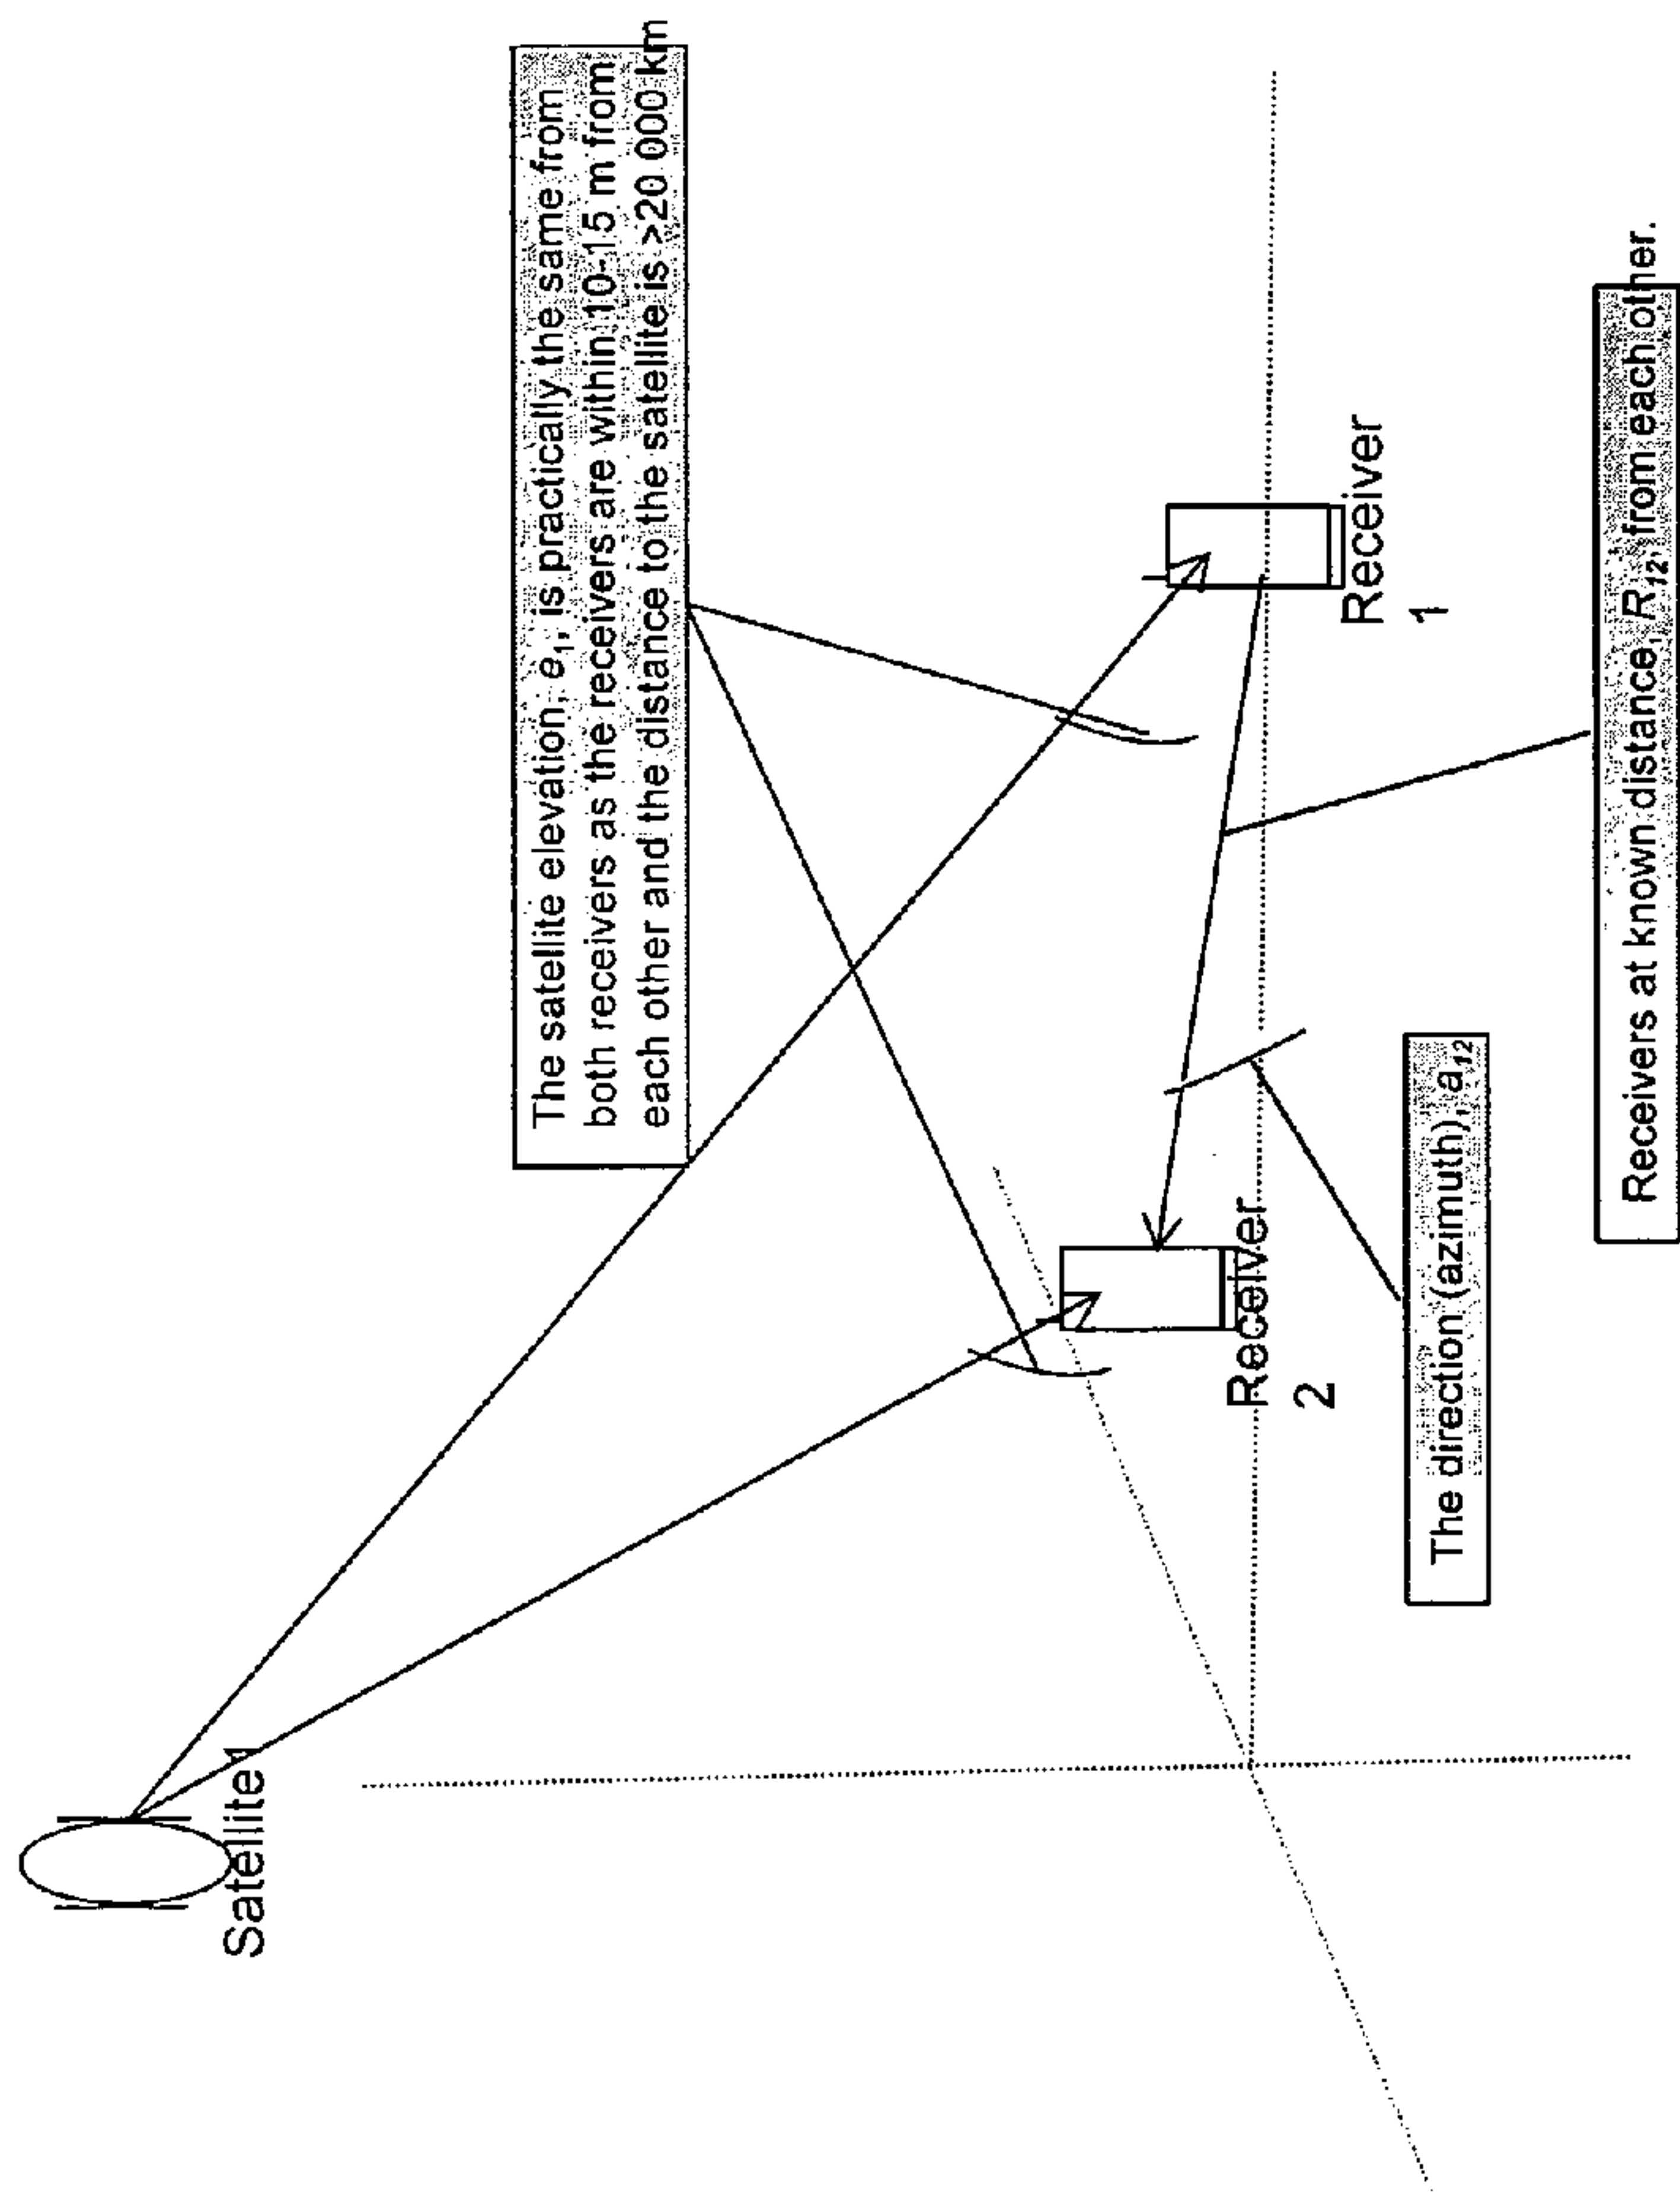 Satellite 1
The satellite elevation, e1, is practically the same from
both receivers as the receivers are within 10-15 m from
each other and the distance to the satellite is >20 000 km
Receiver
2
Receiver
1
The direction (azimuth), a12
Receivers at known distance, R12, from each other.